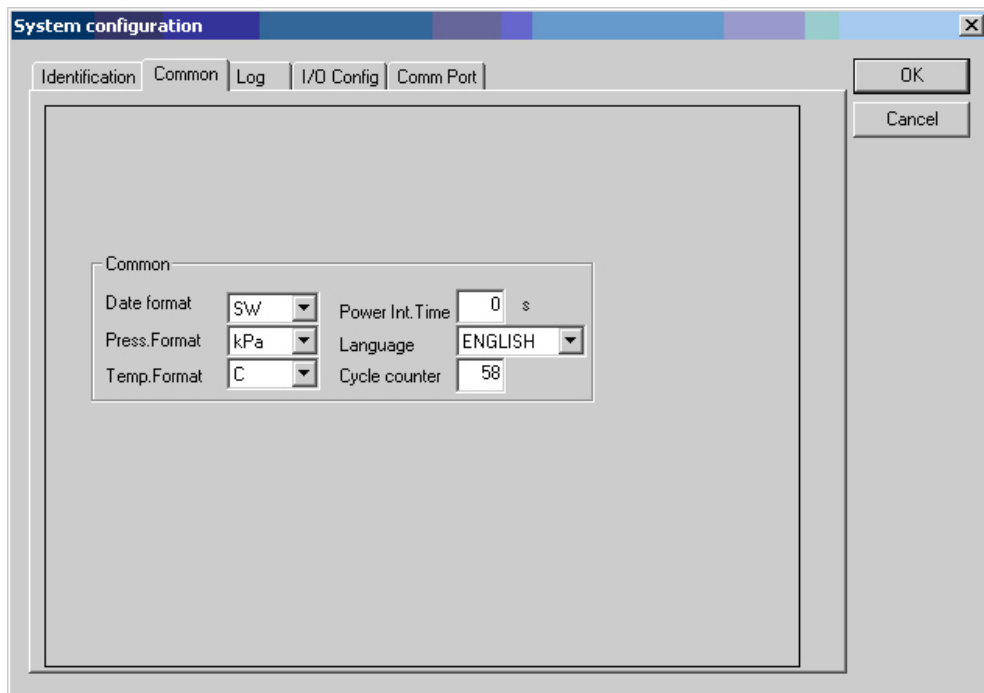 System configuration
Identification Common Log I/O Config Comm Port
OK
Cancel
Common
Date format SW Power Int.Time 0 s
Press.Format kPa Language ENGLISH
Temp.Format C Cycle counter 58